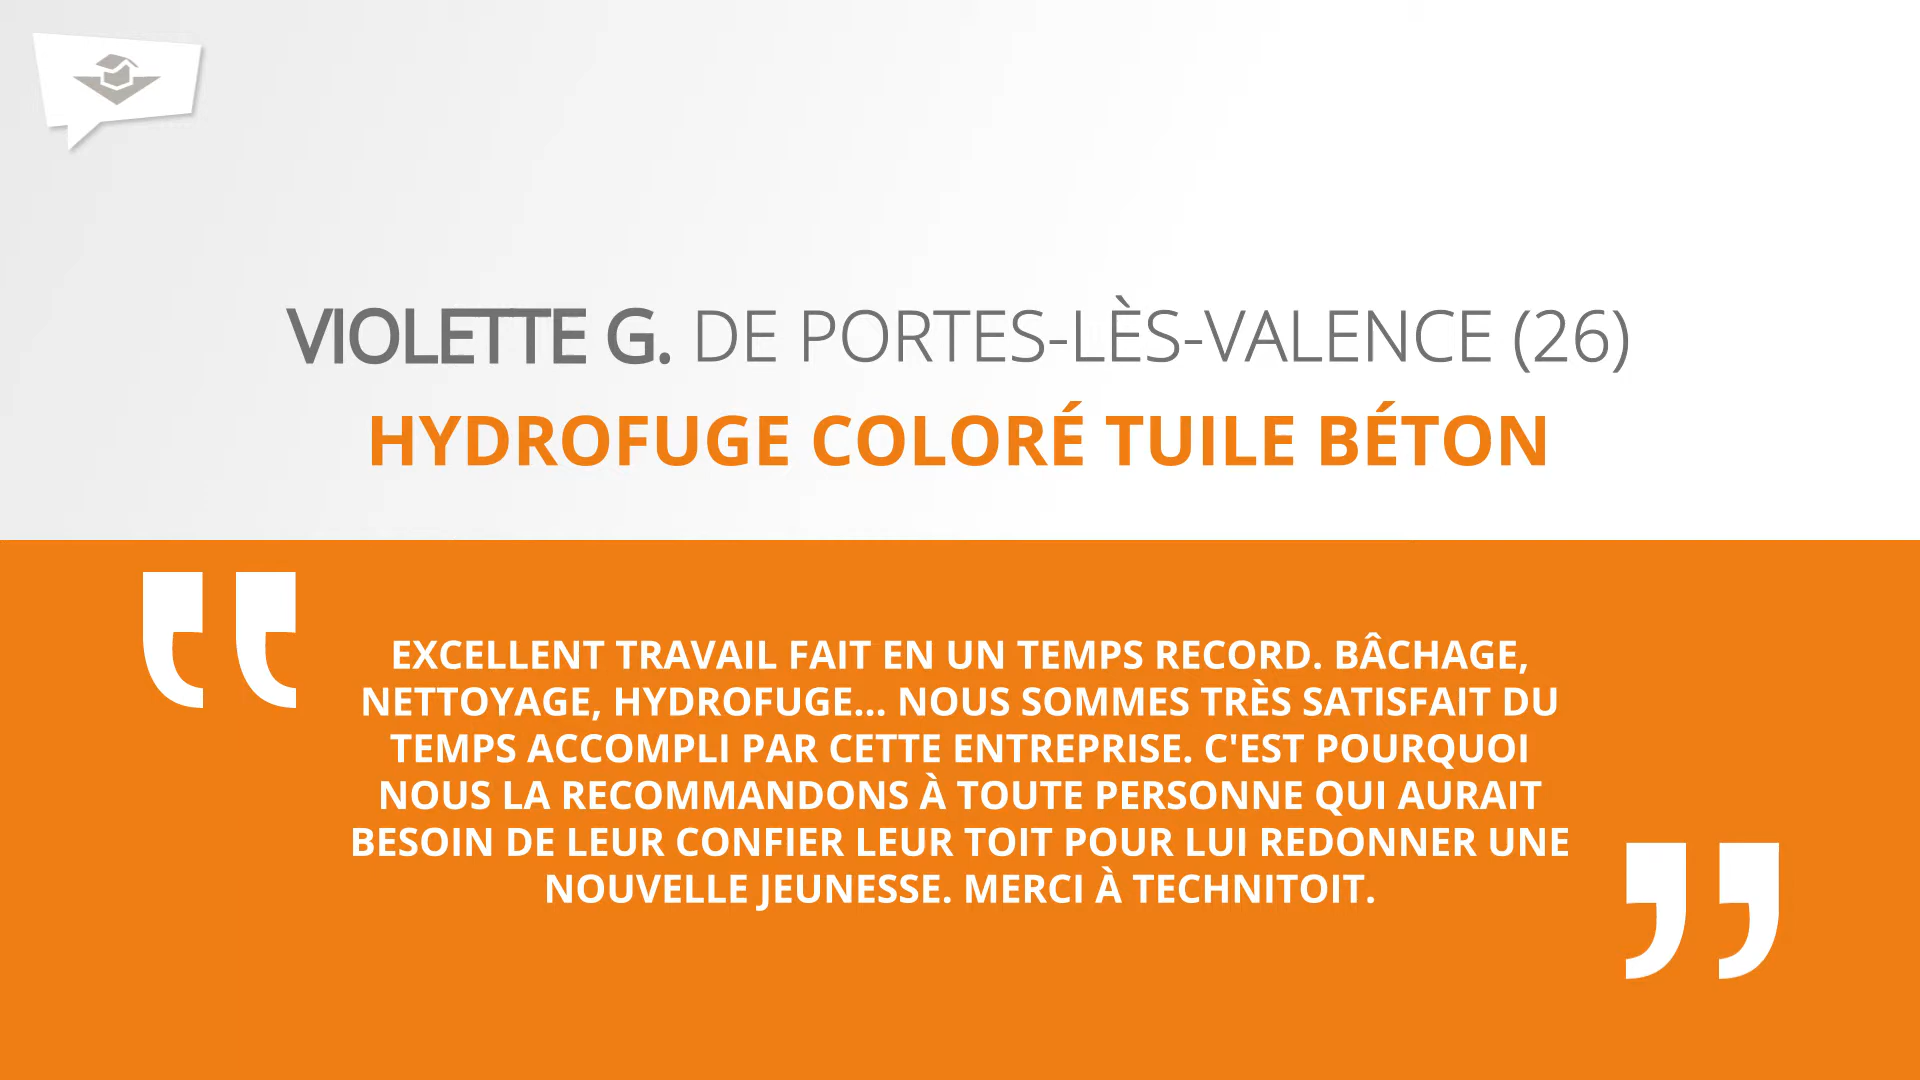 VIOLETTE G. DE PORTES-LÈS-VALENCE (26)
HYDROFUGE COLORÉ TUILE BÉTON
EXCELLENT TRAVAIL FAIT EN UN TEMPS RECORD. BÂCHAGE,
NETTOYAGE, HYDROFUGE... NOUS SOMMES TRÈS SATISFAIT DU
TEMPS ACCOMPLI PAR CETTE ENTREPRISE. C'EST POURQUOI
NOUS LA RECOMMANDONS À TOUTE PERSONNE QUI AURAIT
BESOIN DE LEUR CONFIER LEUR TOIT POUR LUI REDONNER UNE
NOUVELLE JEUNESSE. MERCI À TECHNITOIT.